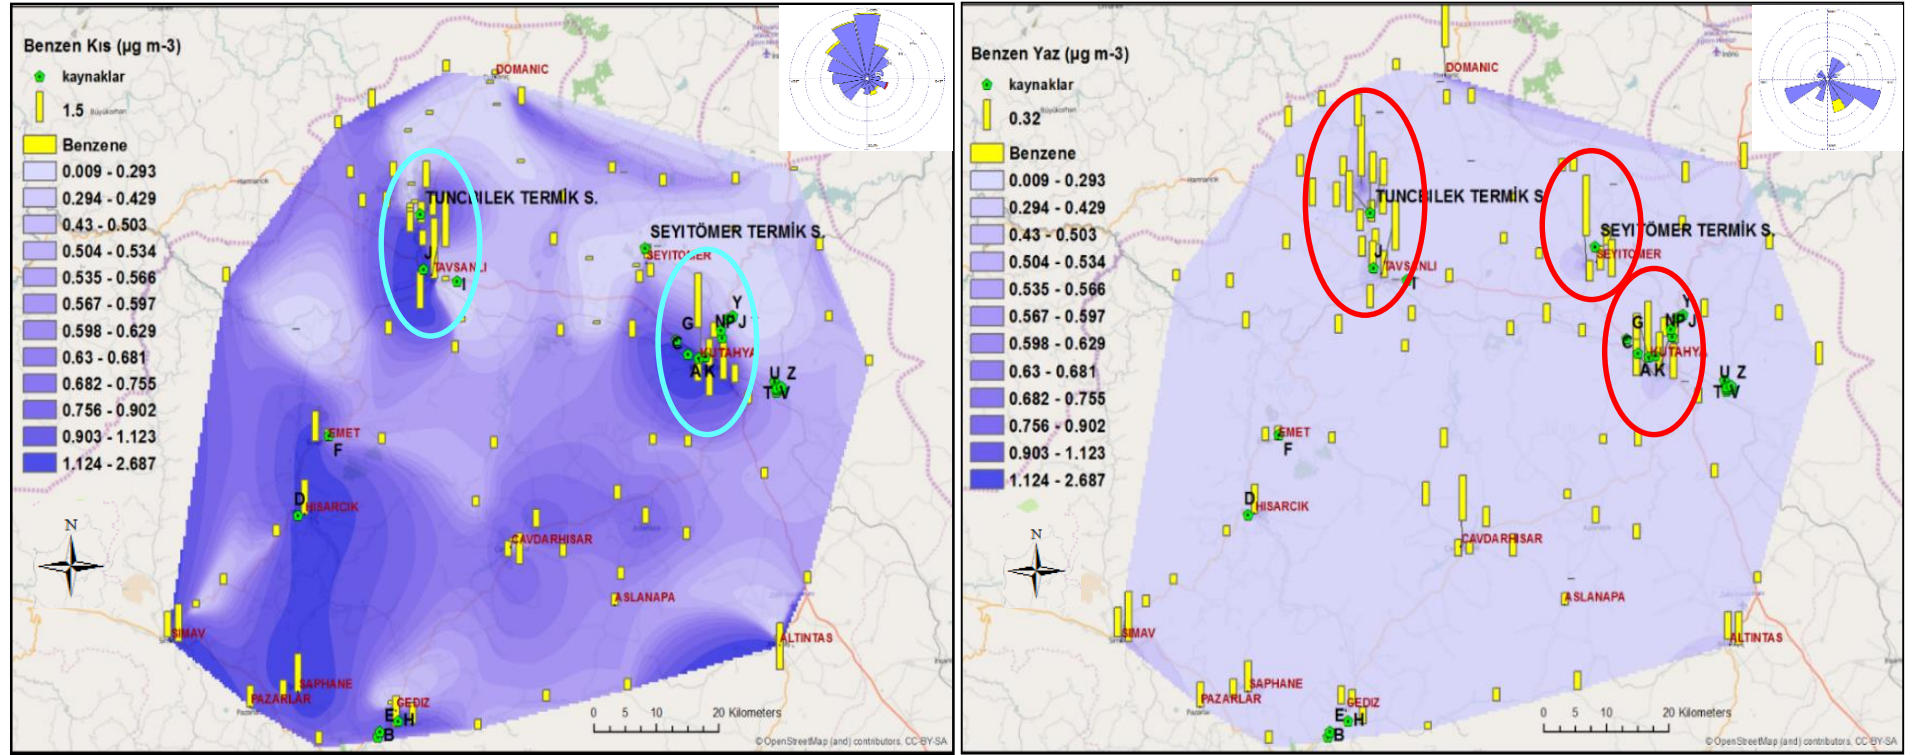 Benzen Kıs (µg m-3)
kaynaklar
1.5
Benzene
0.009 - 0.293
0.294 - 0.429
0.43 - 0.503
0.504 - 0.534
0.535 - 0.566
0.567 - 0.597
0.598 - 0.629
0.63 - 0.681
0.682 - 0.755
0.756 - 0.902
0.903 - 1.123
1.124 - 2.687
N
DOMANIC
TUNCBILEK TERMİK S.
SEYITÖMER TERMİK S.
SEYITOMER
J
TAVSANLI
I
Y
G
NPJ
C
KUTAHYA
A K
U Z
T V
EMET
F
D
HISARCIK
CAVDARHISAR
ASLANAPA
SIMAV
ALTINTAS
SAPHANE
PAZARLAR
GEDIZ
E H
B
0 5 10 20 Kilometers
© OpenStreetMap (and) contributors, CC-BY-SA
Benzen Yaz (µg m-3)
kaynaklar
0.32
Benzene
0.009 - 0.293
0.294 - 0.429
0.43 - 0.503
0.504 - 0.534
0.535 - 0.566
0.567 - 0.597
0.598 - 0.629
0.63 - 0.681
0.682 - 0.755
0.756 - 0.902
0.903 - 1.123
1.124 - 2.687
N
DOMANIC
TUNCBILEK TERMİK S
SEYITÖMER TERMİK S.
SEYITOMER
J
TAVSANLI
I
Y
G
NPJ
C
KUTAHYA
A K
U Z
T V
EMET
F
D
HISARCIK
CAVDARHISAR
ASLANAPA
SIMAV
ALTINTAS
SAPHANE
PAZARLAR
GEDIZ
E H
B
0 5 10 20 Kilometers
© OpenStreetMap (and) contributors, CC-BY-SA